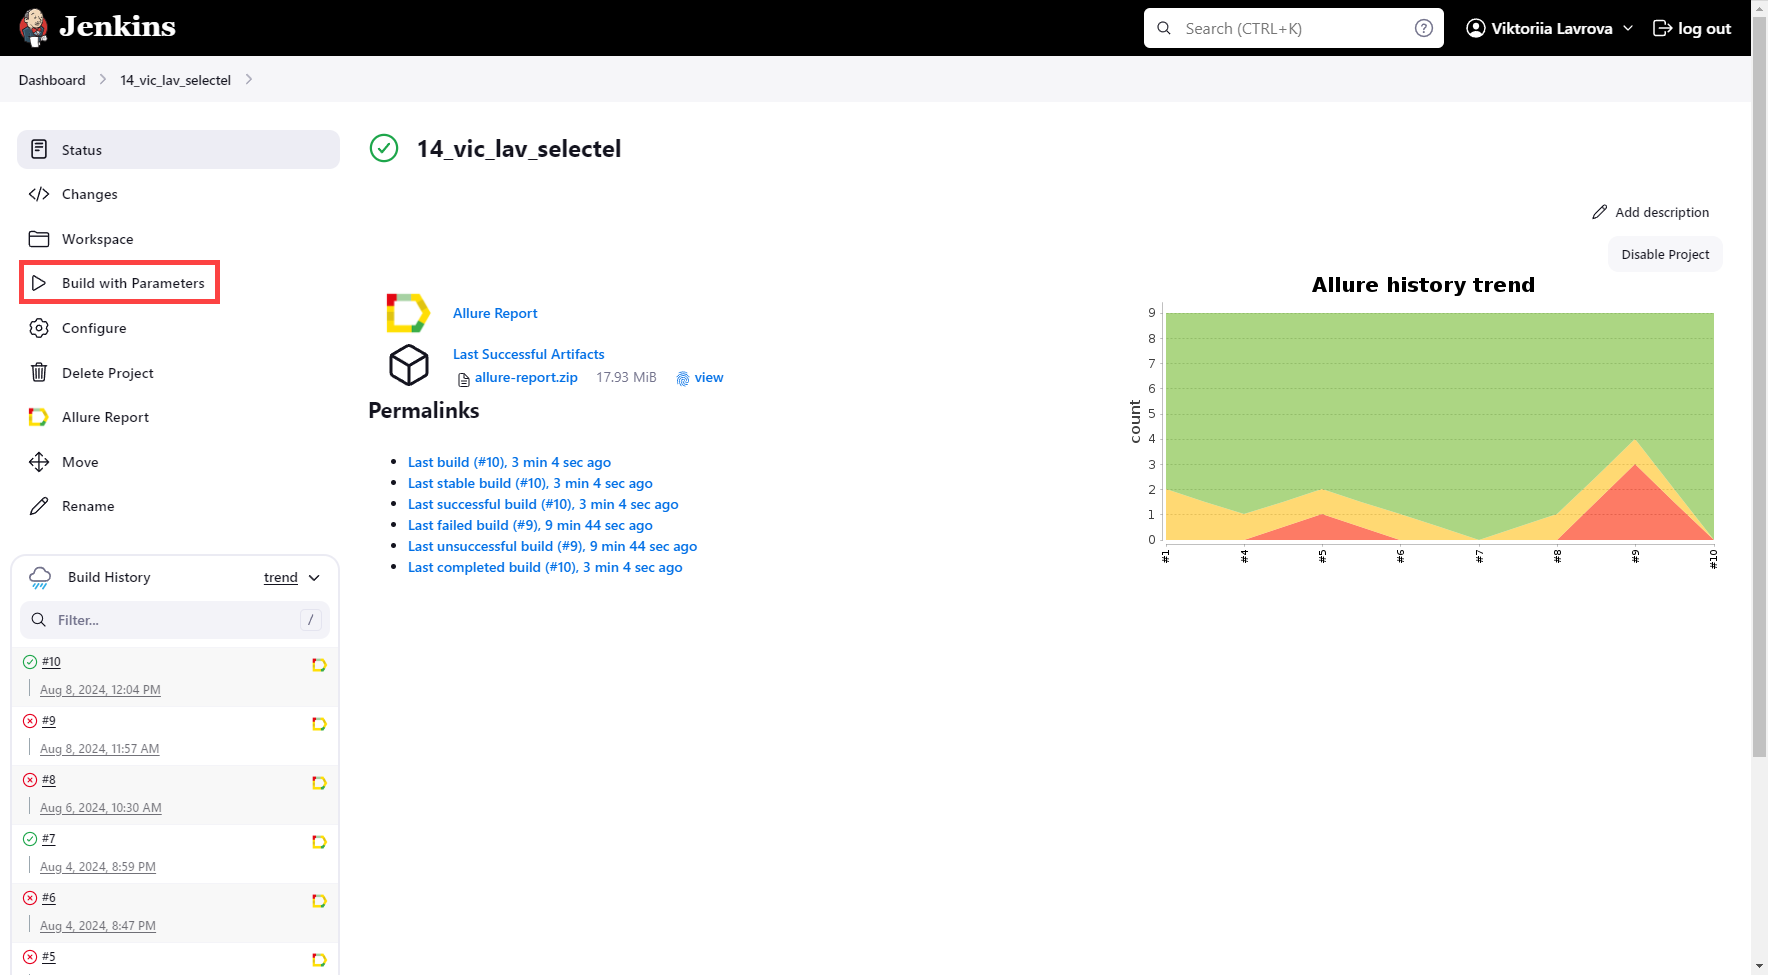 Jenkins
Search (CTRL+K)
?
Viktoriia Lavrova
log out
Dashboard
14_vic_lav_selectel
Status
Changes
Workspace
Build with Parameters
Configure
Delete Project
Allure Report
Move
Rename
Build History
trend
Filter...
/
#10
Aug 8, 2024, 12:04 PM
#9
Aug 8, 2024, 11:57 AM
#8
Aug 6, 2024, 10:30 AM
#7
Aug 4, 2024, 8:59 PM
#6
Aug 4, 2024, 8:47 PM
#5
14_vic_lav_selectel
Add description
Disable Project
Allure Report
Last Successful Artifacts
allure-report.zip 17.93 MiB view
Permalinks
Last build (#10), 3 min 4 sec ago
Last stable build (#10), 3 min 4 sec ago
Last successful build (#10), 3 min 4 sec ago
Last failed build (#9), 9 min 44 sec ago
Last unsuccessful build (#9), 9 min 44 sec ago
Last completed build (#10), 3 min 4 sec ago
Allure history trend
count
9
8
7
6
5
4
3
2
1
0
#1 #4 #5 #6 #7 #8 #9 #10